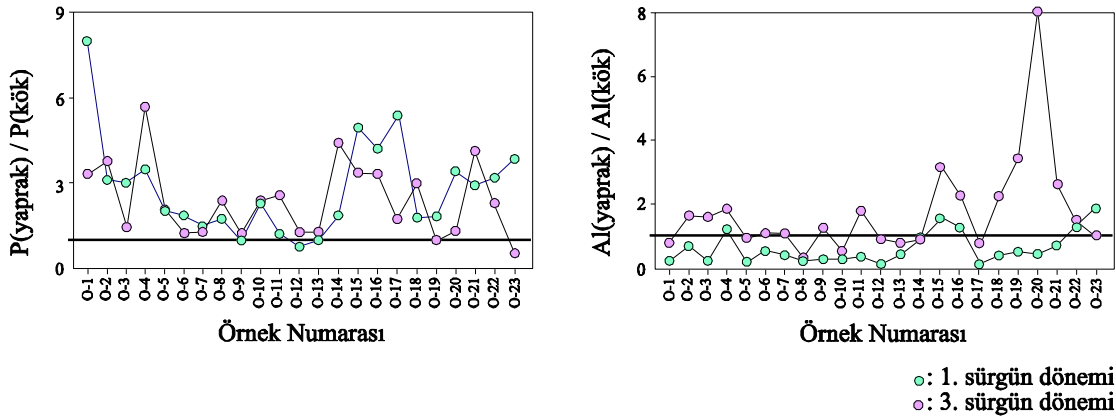 P(yaprak) / P(kök)
9
6
3
0
O-1
O-2
O-3
O-4
O-5
O-6
O-7
O-8
O-9
O-10
O-11
O-12
O-13
O-14
O-15
O-16
O-17
O-18
O-19
O-20
O-21
O-22
O-23
Örnek Numarası
Al(yaprak) / Al(kök)
8
6
4
2
1
0
O-1
O-2
O-3
O-4
O-5
O-6
O-7
O-8
O-9
O-10
O-11
O-12
O-13
O-14
O-15
O-16
O-17
O-18
O-19
O-20
O-21
O-22
O-23
Örnek Numarası
: 1. sürgün dönemi
: 3. sürgün dönemi